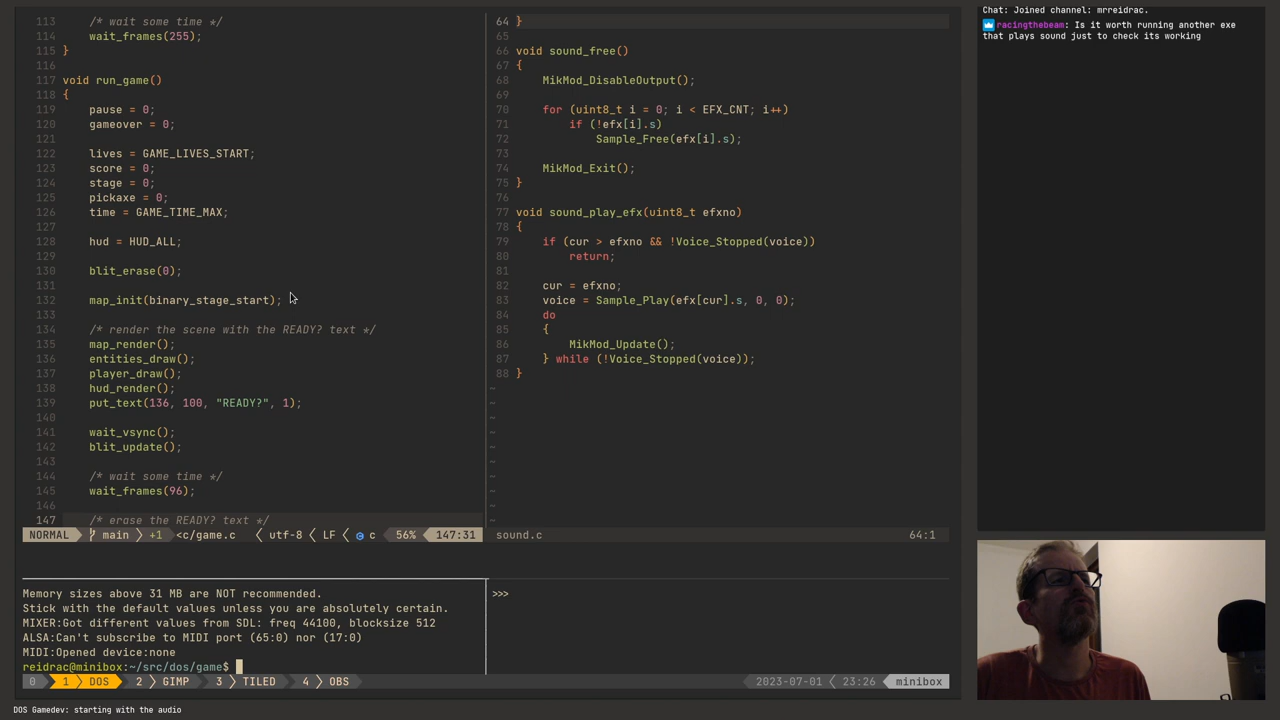 113 /* wait some time */
114 wait_frames(255);
115 }
116
117 void run_game()
118 {
119 pause = 0;
120 gameover = 0;
121
122 lives = GAME_LIVES_START;
123 score = 0;
124 stage = 0;
125 pickaxe = 0;
126 time = GAME_TIME_MAX;
127
128 hud = HUD_ALL;
129
130 blit_erase(0);
131
132 map_init(binary_stage_start);
133
134 /* render the scene with the READY? text */
135 map_render();
136 entities_draw();
137 player_draw();
138 hud_render();
139 put_text(136, 100, "READY?", 1);
140
141 wait_vsync();
142 blit_update();
143
144 /* wait some time */
145 wait_frames(96);
146
147 /* erase the READY? text */
NORMAL main +1 <c/game.c utf-8 LF c 56% 147:31
64 }
65
66 void sound_free()
67 {
68 MikMod_DisableOutput();
69
70 for (uint8_t i = 0; i < EFX_CNT; i++)
71 if (!efx[i].s)
72 Sample_Free(efx[i].s);
73
74 MikMod_Exit();
75 }
76
77 void sound_play_efx(uint8_t efxno)
78 {
79 if (cur > efxno && !Voice_Stopped(voice))
80 return;
81
82 cur = efxno;
83 voice = Sample_Play(efx[cur].s, 0, 0);
84 do
85 {
86 MikMod_Update();
87 } while (!Voice_Stopped(voice));
88 }
~
~
~
~
~
~
~
~
~
~
sound.c 64:1
Memory sizes above 31 MB are NOT recommended.
Stick with the default values unless you are absolutely certain.
MIXER:Got different values from SDL: freq 44100, blocksize 512
ALSA:Can't subscribe to MIDI port (65:0) nor (17:0)
MIDI:Opened device:none
reidrac@minibox:~/src/dos/game$
>>>
0 1 DOS 2 GIMP 3 TILED 4 OBS 2023-07-01 23:26 minibox
Chat: Joined channel: mrreidrac.
racingthebeam: Is it worth running another exe
that plays sound just to check its working
DOS Gamedev: starting with the audio